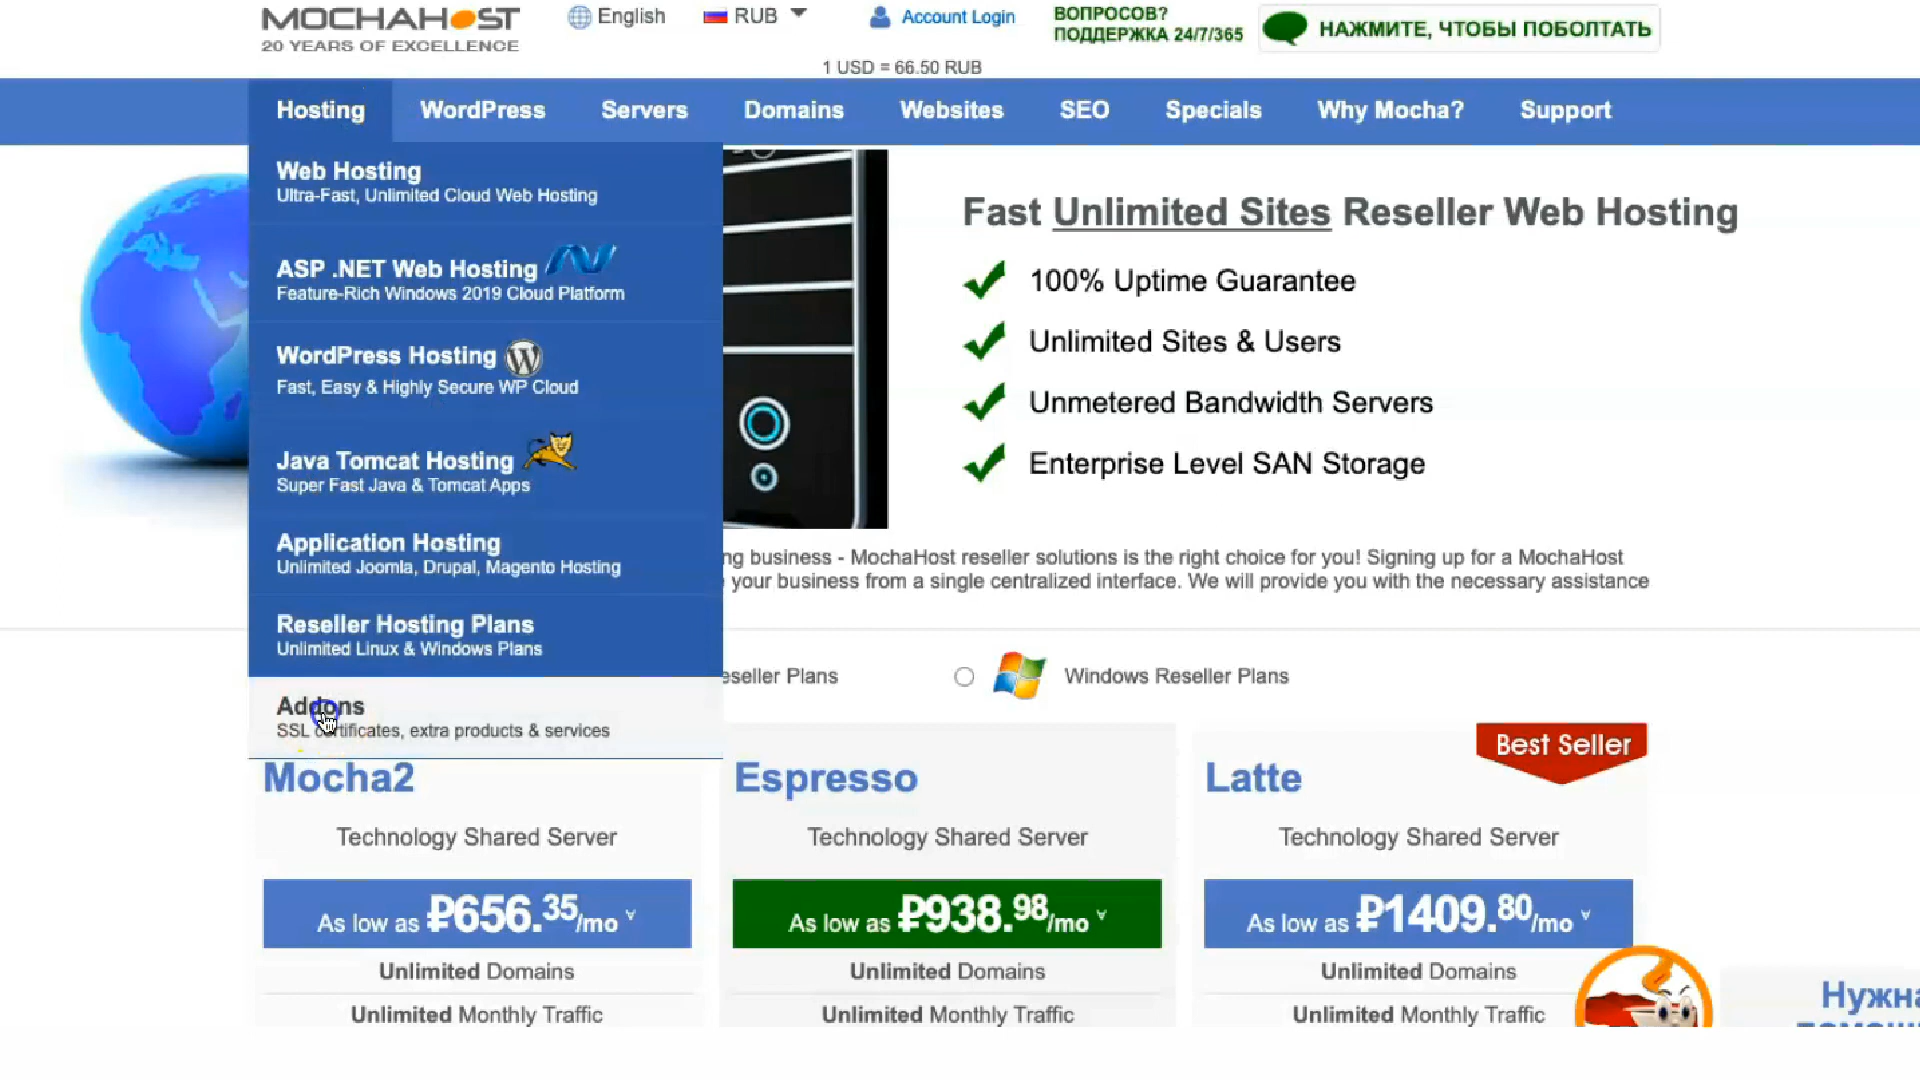 MOCHAHOST
20 YEARS OF EXCELLENCE
English
RUB
Account Login
ВОПРОСОВ?
ПОДДЕРЖКА 24/7/365
НАЖМИТЕ, ЧТОБЫ ПОБОЛТАТЬ
1 USD = 66.50 RUB
Hosting WordPress Servers Domains Websites SEO Specials Why Mocha? Support
Web Hosting
Ultra-Fast, Unlimited Cloud Web Hosting
ASP .NET Web Hosting
Feature-Rich Windows 2019 Cloud Platform
WordPress Hosting
Fast, Easy & Highly Secure WP Cloud
Java Tomcat Hosting
Super Fast Java & Tomcat Apps
Application Hosting
Unlimited Joomla, Drupal, Magento Hosting
Reseller Hosting Plans
Unlimited Linux & Windows Plans
Addons
SSL certificates, extra products & services
Fast Unlimited Sites Reseller Web Hosting
100% Uptime Guarantee
Unlimited Sites & Users
Unmetered Bandwidth Servers
Enterprise Level SAN Storage
ng business - MochaHost reseller solutions is the right choice for you! Signing up for a MochaHost
your business from a single centralized interface. We will provide you with the necessary assistance
eseller Plans
Windows Reseller Plans
Mocha2
Technology Shared Server
As low as ₽656.35/mo
Unlimited Domains
Unlimited Monthly Traffic
Espresso
Technology Shared Server
As low as ₽938.98/mo
Unlimited Domains
Unlimited Monthly Traffic
Best Seller
Latte
Technology Shared Server
As low as ₽1409.80/mo
Unlimited Domains
Unlimited Monthly Traffic